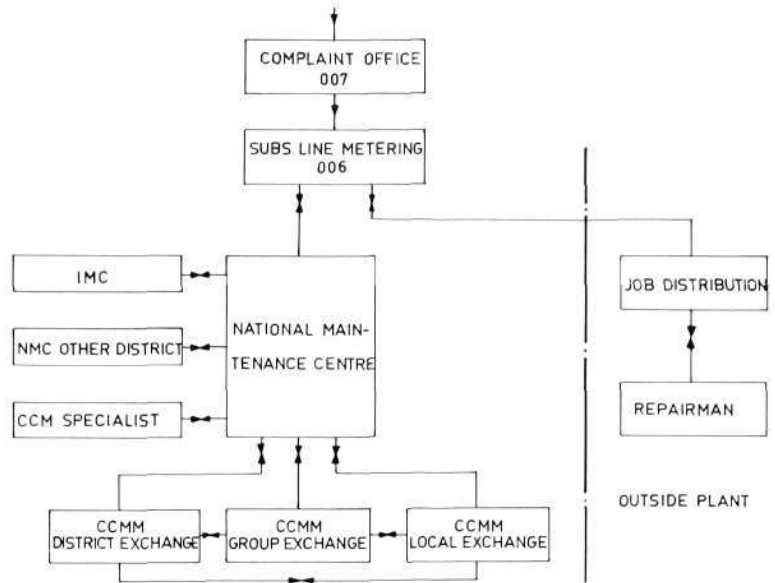 COMPLAINT OFFICE
007
SUBS. LINE METERING
006
IMC
NMC OTHER DISTRICT
CCM SPECIALIST
NATIONAL MAIN-
TENANCE CENTRE
JOB DISTRIBUTION
REPAIRMAN
OUTSIDE PLANT
CCMM
DISTRICT EXCHANGE
CCMM
GROUP EXCHANGE
CCMM
LOCAL EXCHANGE